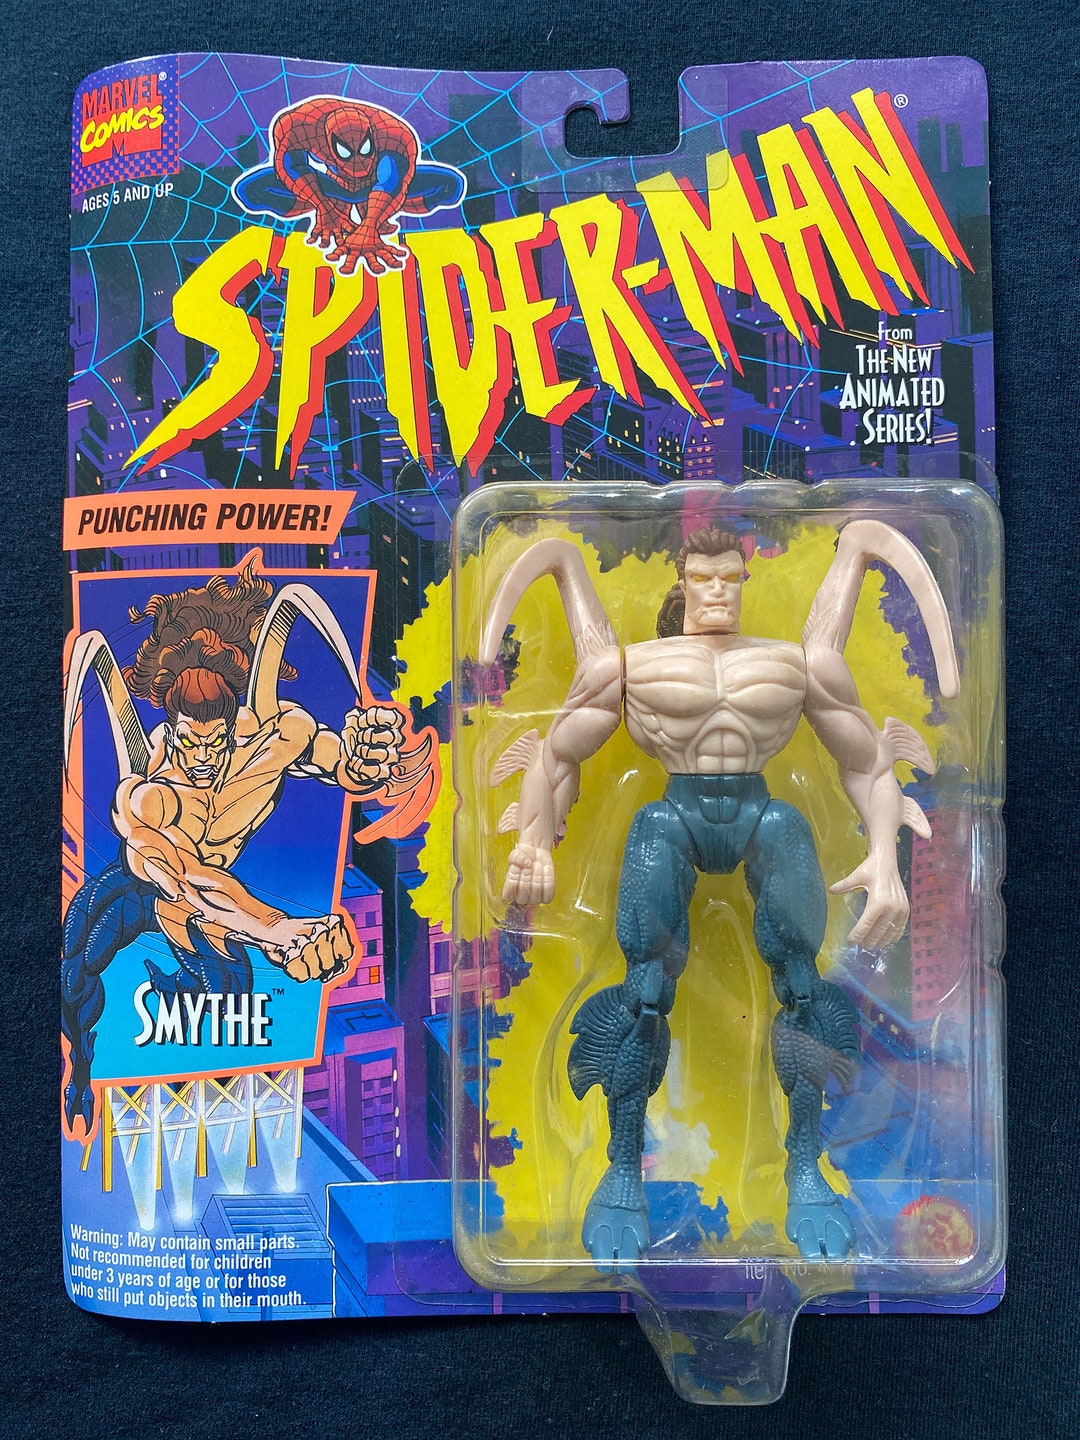 MARVEL®
COMICS
M
AGES 5 AND UP
SPIDER-MAN®
from
THE NEW
ANIMATED
SERIES!
PUNCHING POWER!
SMYTHE™
Warning: May contain small parts.
Not recommended for children
under 3 years of age or for those
who still put objects in their mouth.
Item No.